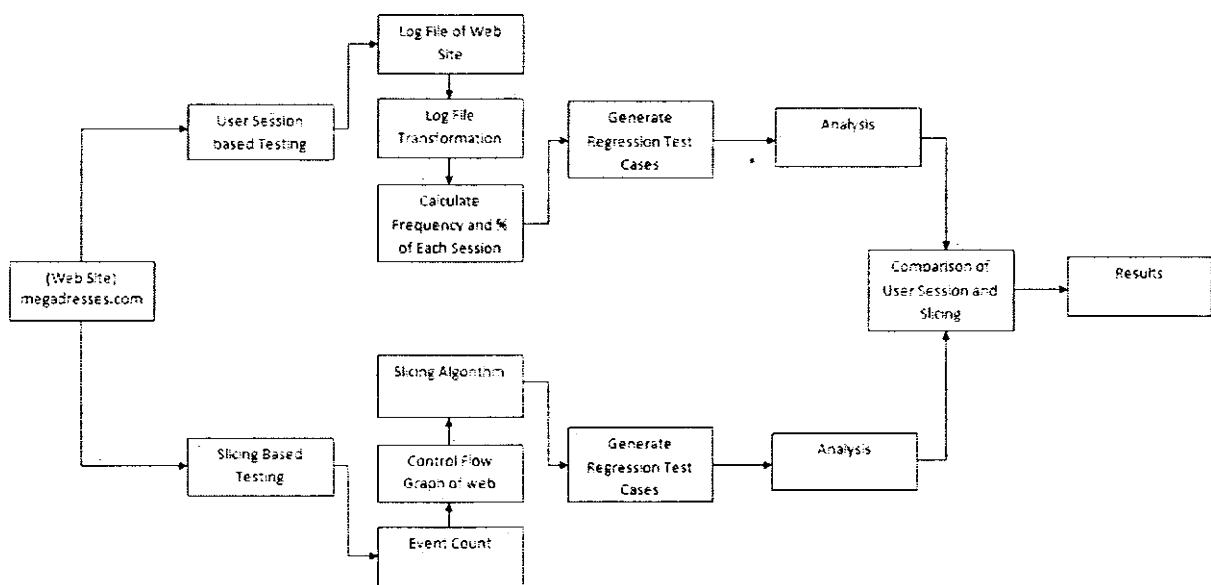 Log File of Web
Site
User Session
based Testing
Log File
Transformation
Calculate
Frequency and %
of Each Session
Generate
Regression Test
Cases
Analysis
(Web Site)
megadresses.com
Comparison of
User Session and
Slicing
Results
Slicing Based
Testing
Slicing Algorithm
Control Flow
Graph of web
Event Count
Generate
Regression Test
Cases
Analysis